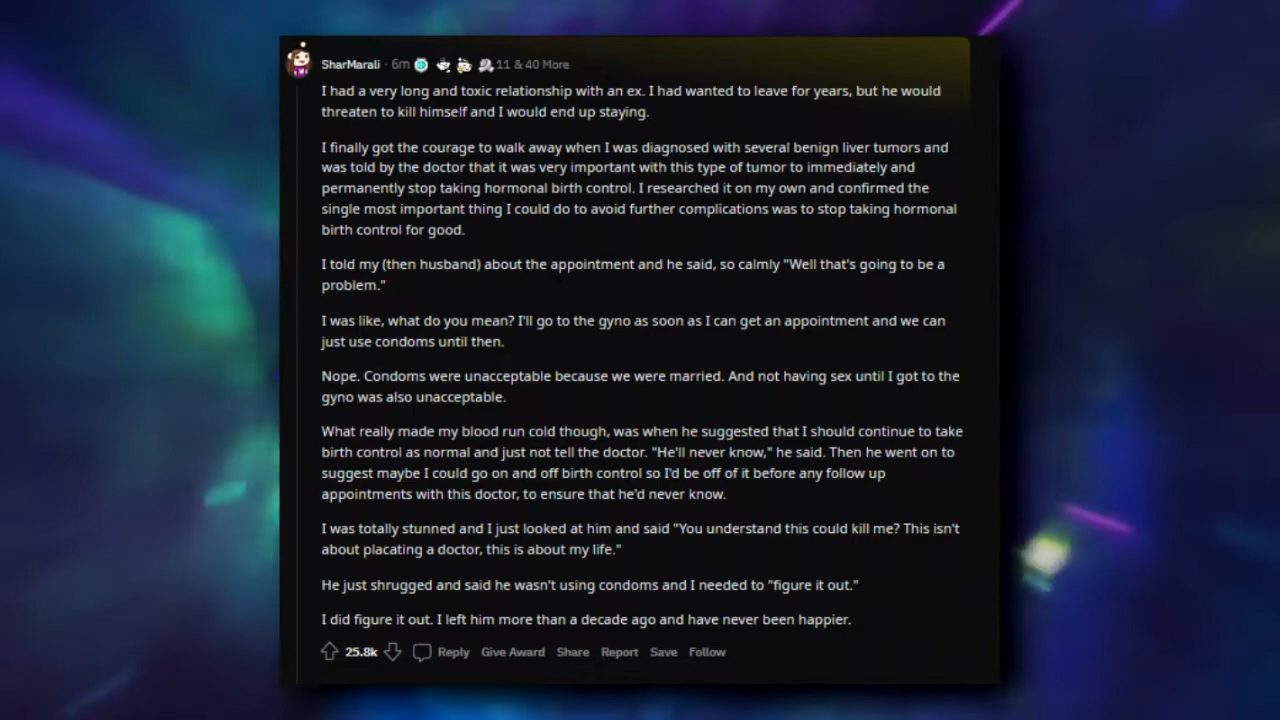 SharMarali · 6m 11 & 40 More
I had a very long and toxic relationship with an ex. I had wanted to leave for years, but he would
threaten to kill himself and I would end up staying.
I finally got the courage to walk away when I was diagnosed with several benign liver tumors and
was told by the doctor that it was very important with this type of tumor to immediately and
permanently stop taking hormonal birth control. I researched it on my own and confirmed the
single most important thing I could do to avoid further complications was to stop taking hormonal
birth control for good.
I told my (then husband) about the appointment and he said, so calmly "Well that's going to be a
problem."
I was like, what do you mean? I'll go to the gyno as soon as I can get an appointment and we can
just use condoms until then.
Nope. Condoms were unacceptable because we were married. And not having sex until I got to the
gyno was also unacceptable.
What really made my blood run cold though, was when he suggested that I should continue to take
birth control as normal and just not tell the doctor. "He'll never know," he said. Then he went on to
suggest maybe I could go on and off birth control so I'd be off of it before any follow up
appointments with this doctor, to ensure that he'd never know.
I was totally stunned and I just looked at him and said "You understand this could kill me? This isn't
about placating a doctor, this is about my life."
He just shrugged and said he wasn't using condoms and I needed to "figure it out."
I did figure it out. I left him more than a decade ago and have never been happier.
25.8k Reply Give Award Share Report Save Follow